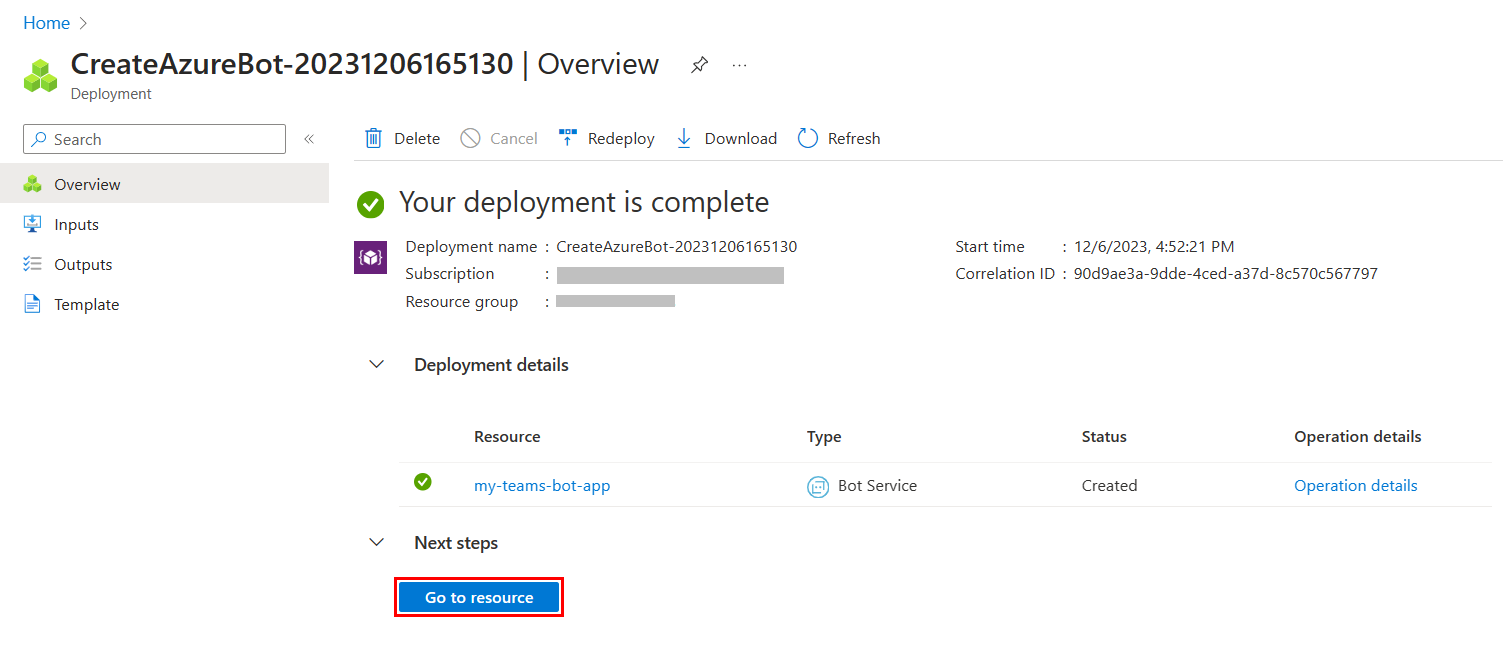 Home
CreateAzureBot-20231206165130 | Overview
Deployment
Search
Overview
Inputs
Outputs
Template
Delete Cancel Redeploy Download Refresh
Your deployment is complete
Deployment name : CreateAzureBot-20231206165130 Start time : 12/6/2023, 4:52:21 PM
Subscription : Correlation ID : 90d9ae3a-9dde-4ced-a37d-8c570c567797
Resource group :
Deployment details
Resource Type Status Operation details
my-teams-bot-app Bot Service Created Operation details
Next steps
Go to resource